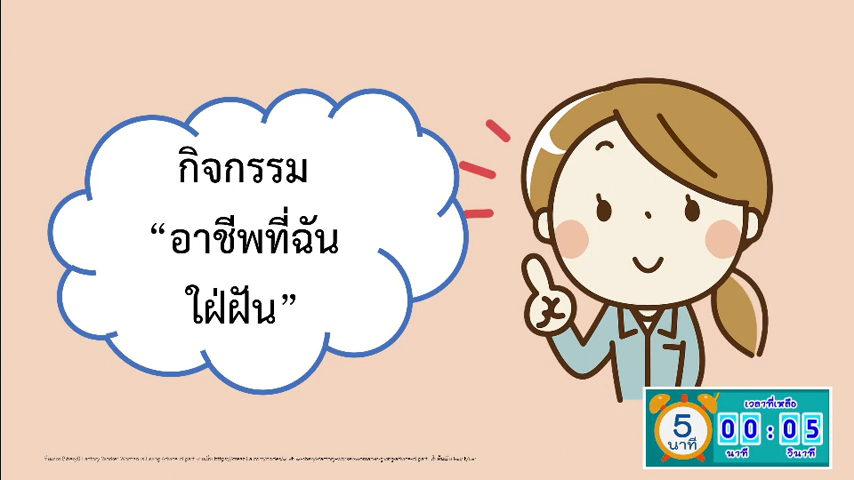 กิจกรรม
“อาชีพที่ฉัน
ใฝ่ฝัน”
เวลาที่เหลือ
5
นาที
00:05
นาที วินาที